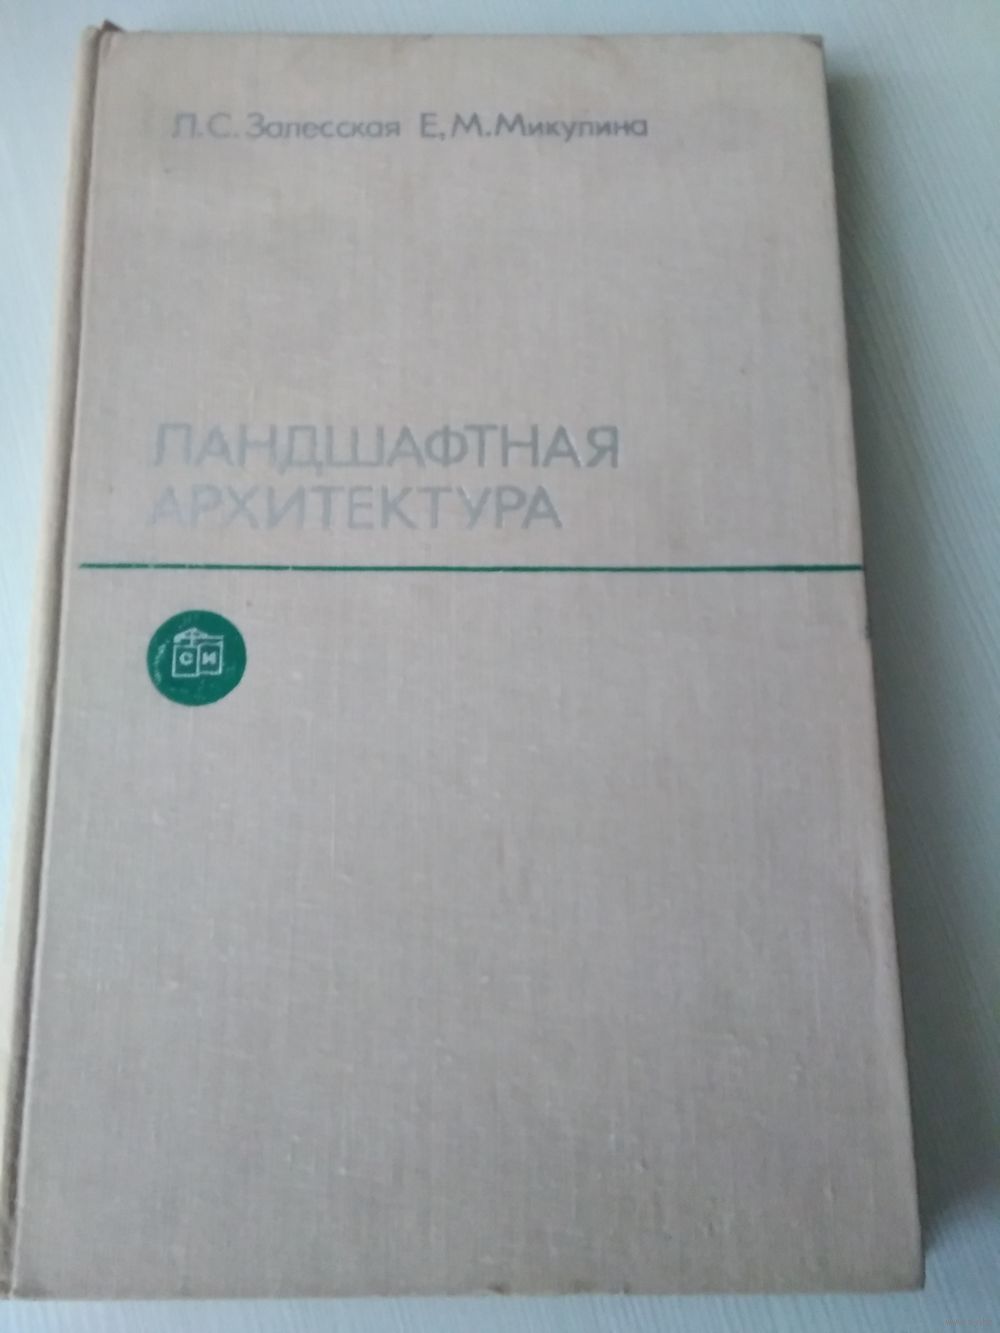 Л.С. Залесская Е.М. Микулина
ЛАНДШАФТНАЯ
АРХИТЕКТУРА
С И